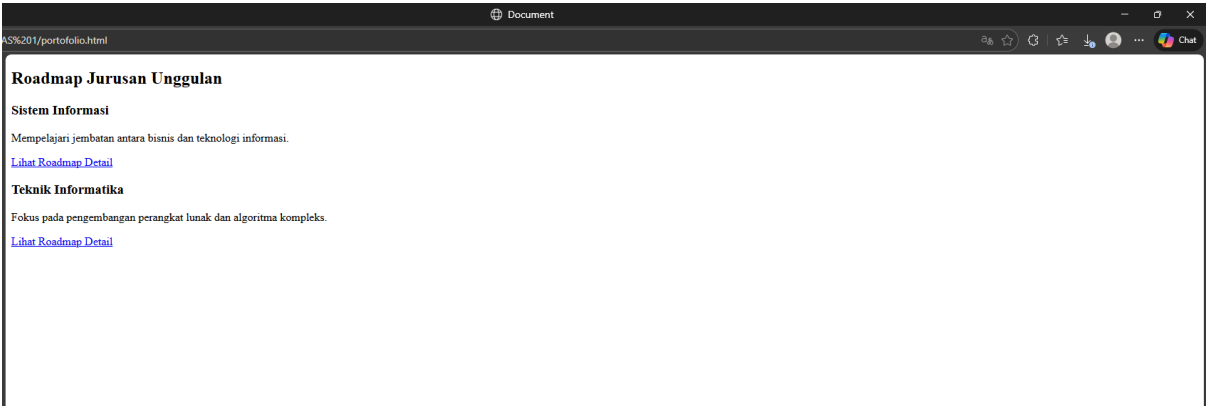 Document
AS%201/portofolio.html
Chat
Roadmap Jurusan Unggulan
Sistem Informasi
Mempelajari jembatan antara bisnis dan teknologi informasi.
Lihat Roadmap Detail
Teknik Informatika
Fokus pada pengembangan perangkat lunak dan algoritma kompleks.
Lihat Roadmap Detail